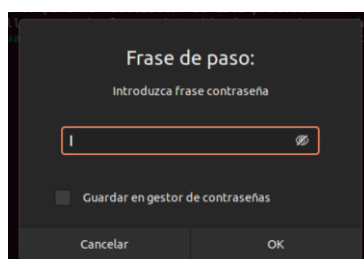 Frase de paso:
Introduzca frase contraseña
Guardar en gestor de contraseñas
Cancelar OK